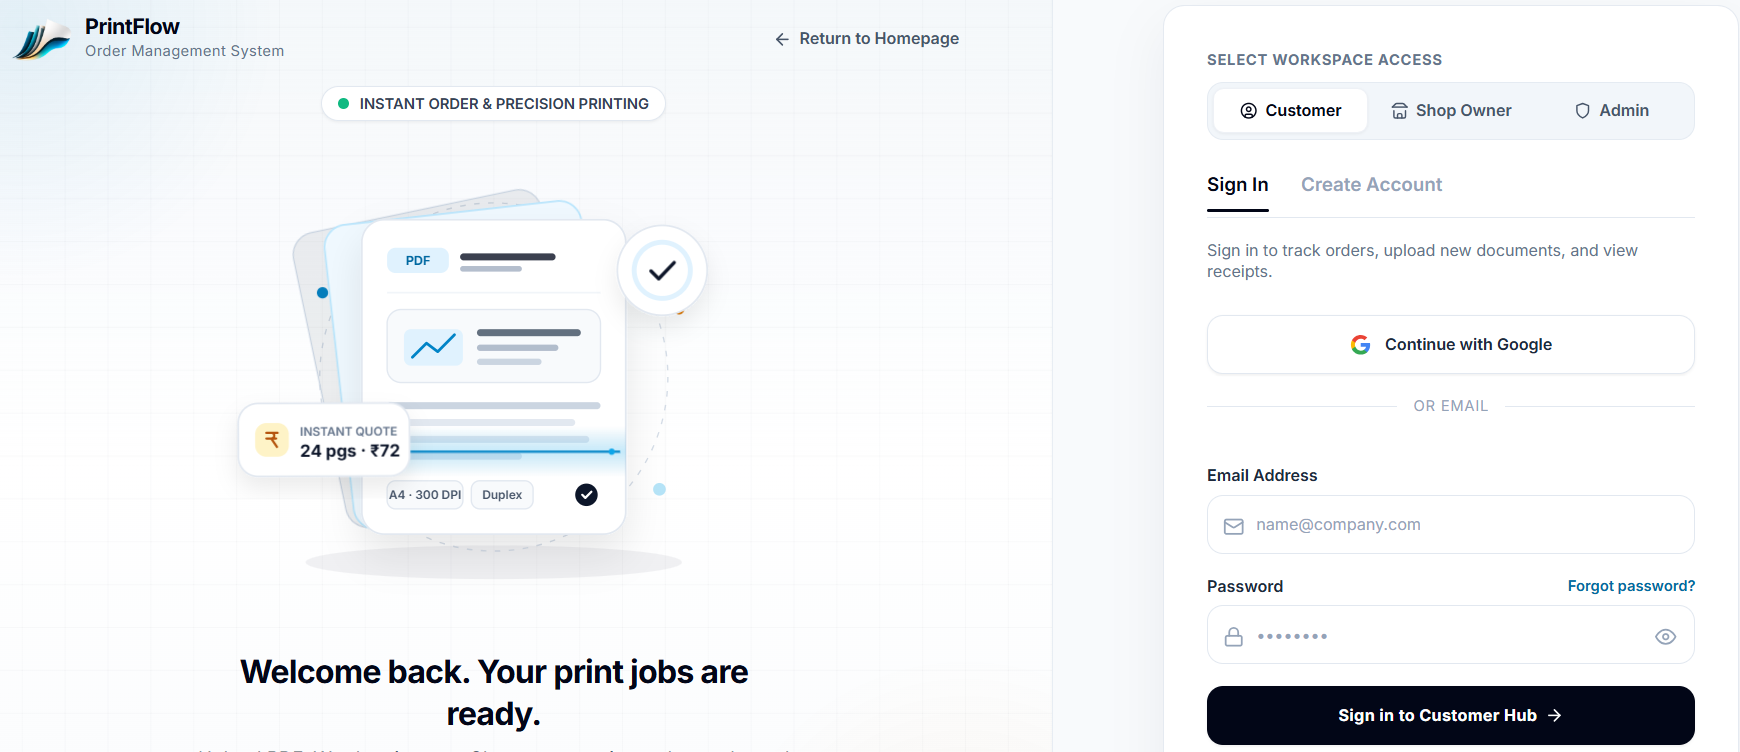 PrintFlow
Order Management System
Return to Homepage
INSTANT ORDER & PRECISION PRINTING
PDF
INSTANT QUOTE
24 pgs · ₹72
A4 · 300 DPI
Duplex
Welcome back. Your print jobs are
ready.
SELECT WORKSPACE ACCESS
Customer
Shop Owner
Admin
Sign In
Create Account
Sign in to track orders, upload new documents, and view
receipts.
Continue with Google
OR EMAIL
Email Address
name@company.com
Password
Forgot password?
Sign in to Customer Hub